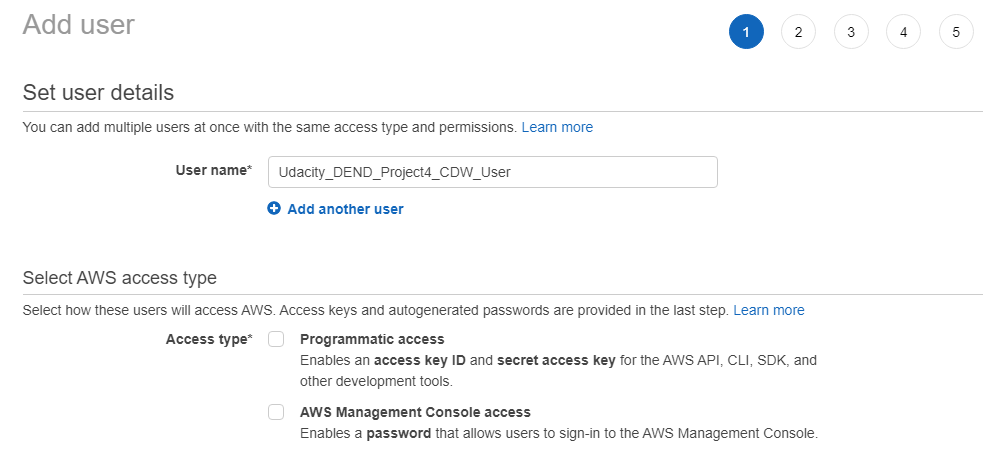 Add user
1 2 3 4 5
Set user details
You can add multiple users at once with the same access type and permissions. Learn more
User name* Udacity_DEND_Project4_CDW_User
Add another user
Select AWS access type
Select how these users will access AWS. Access keys and autogenerated passwords are provided in the last step. Learn more
Access type* Programmatic access
Enables an access key ID and secret access key for the AWS API, CLI, SDK, and
other development tools.
AWS Management Console access
Enables a password that allows users to sign-in to the AWS Management Console.